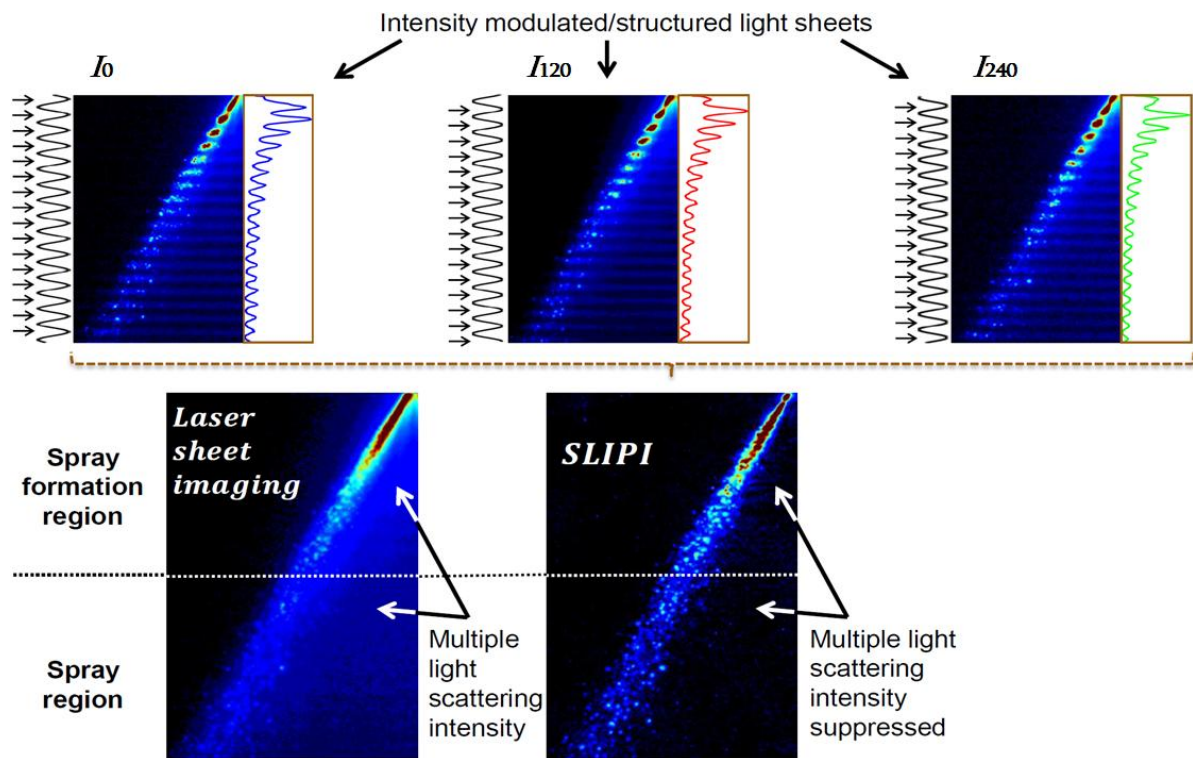 Intensity modulated/structured light sheets
I0
I120
I240
Laser
sheet
imaging
SLIPI
Spray
formation
region
Spray
region
Multiple
light
scattering
intensity
Multiple light
scattering
intensity
suppressed